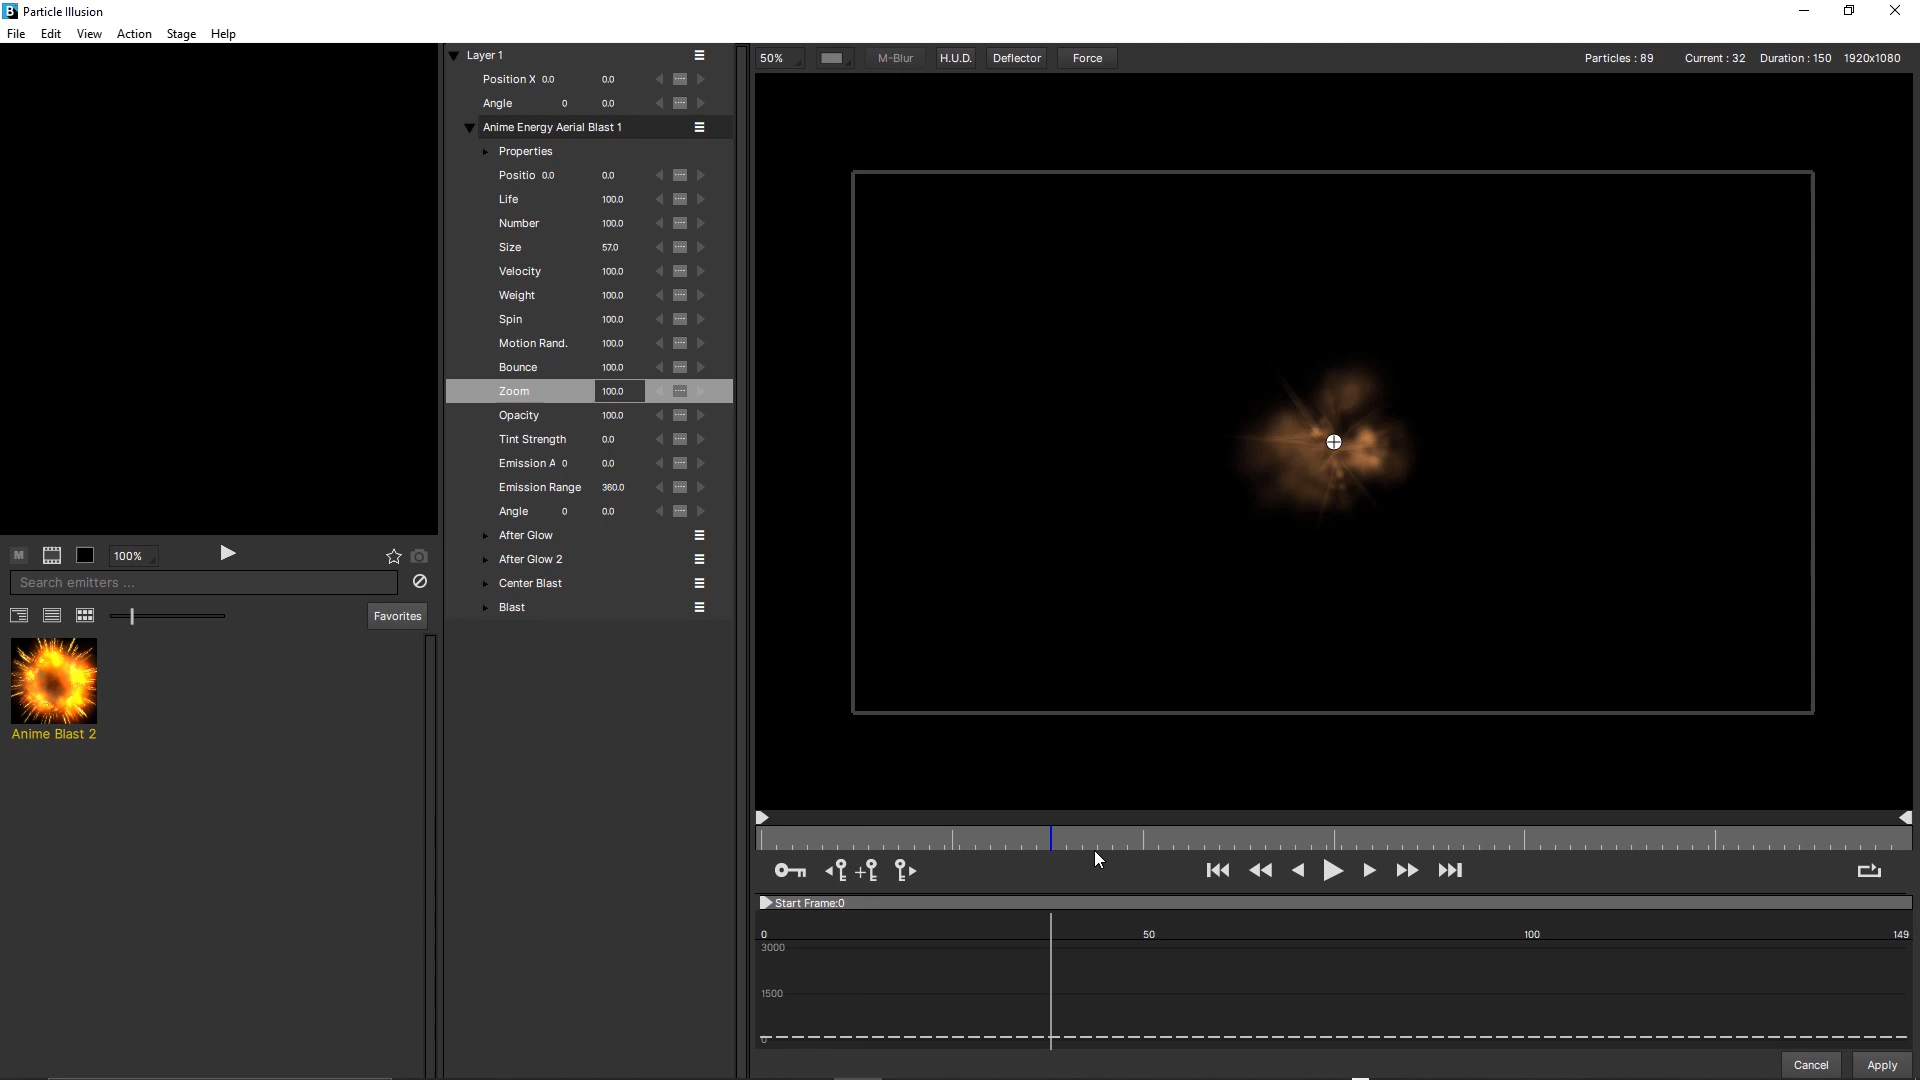 Particle Illusion
File Edit View Action Stage Help
Layer 1
Position X 0.0 0.0
Angle 0 0.0
Anime Energy Aerial Blast 1
Properties
Positio 0.0 0.0
Life 100.0
Number 100.0
Size 57.0
Velocity 100.0
Weight 100.0
Spin 100.0
Motion Rand. 100.0
Bounce 100.0
Zoom 100.0
Opacity 100.0
Tint Strength 0.0
Emission A 0 0.0
Emission Range 360.0
Angle 0 0.0
After Glow
After Glow 2
Center Blast
Blast
50% M-Blur H.U.D. Deflector Force Particles : 89 Current : 32 Duration : 150 1920x1080
M 100%
Search emitters ...
Favorites
Anime Blast 2
Start Frame:0
0 50 100 149
3000
1500
0
Cancel Apply